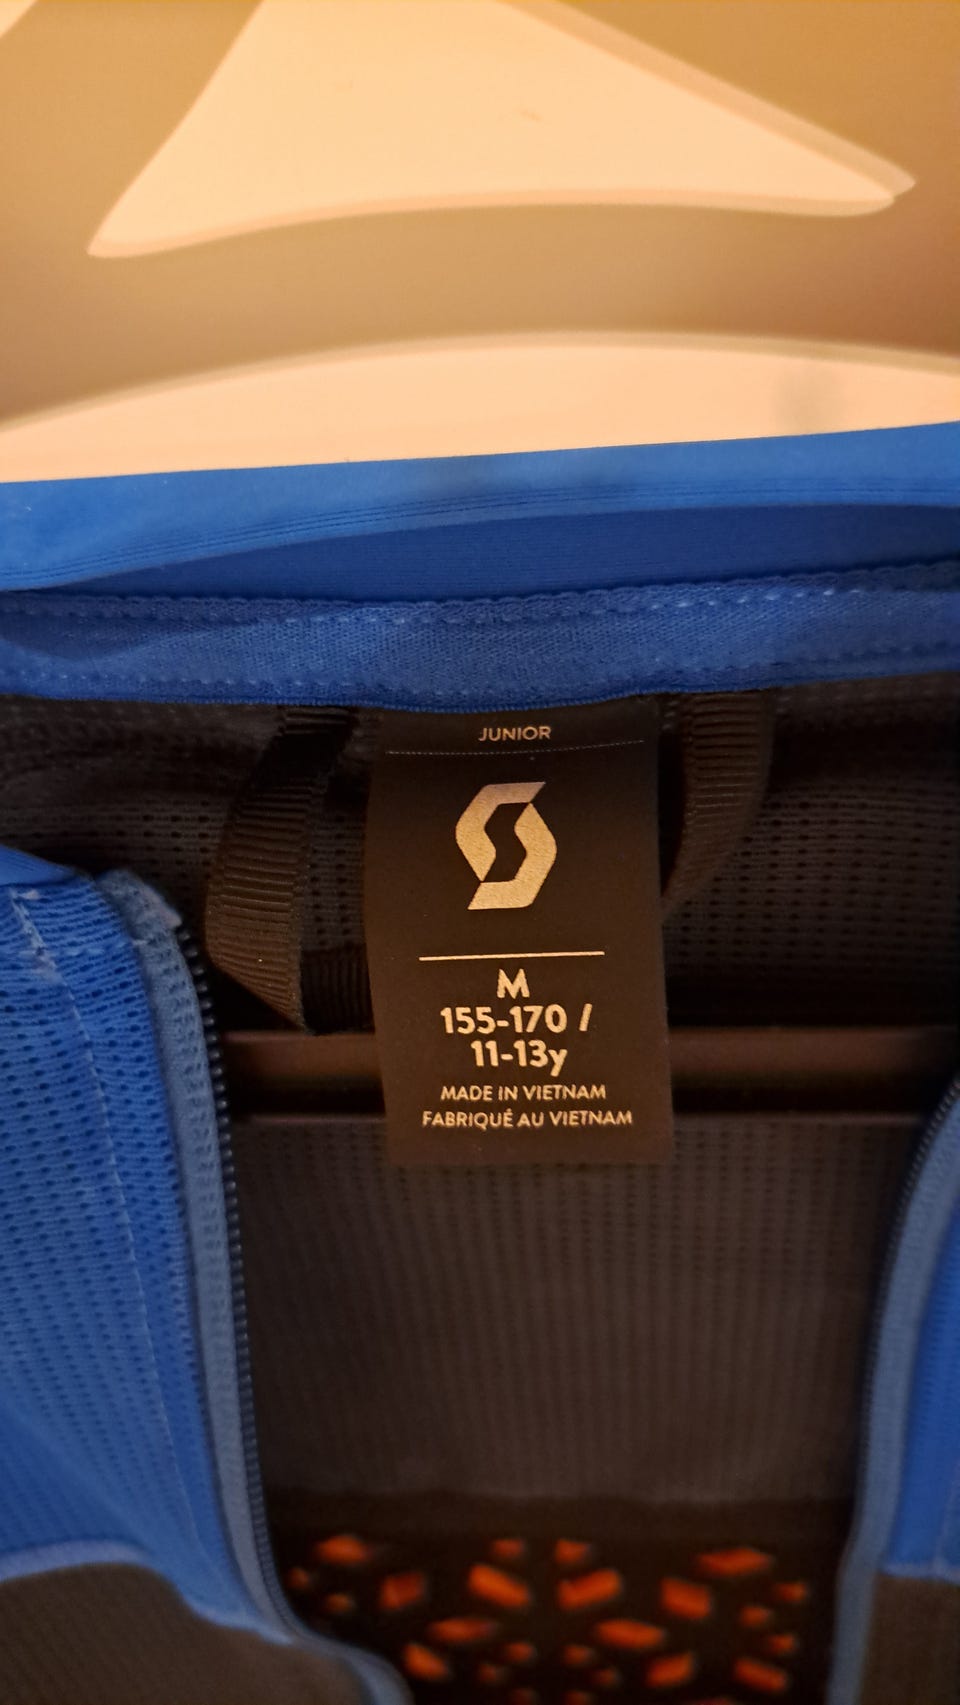 JUNIOR
M
155-170 /
11-13y
MADE IN VIETNAM
FABRIQUÉ AU VIETNAM